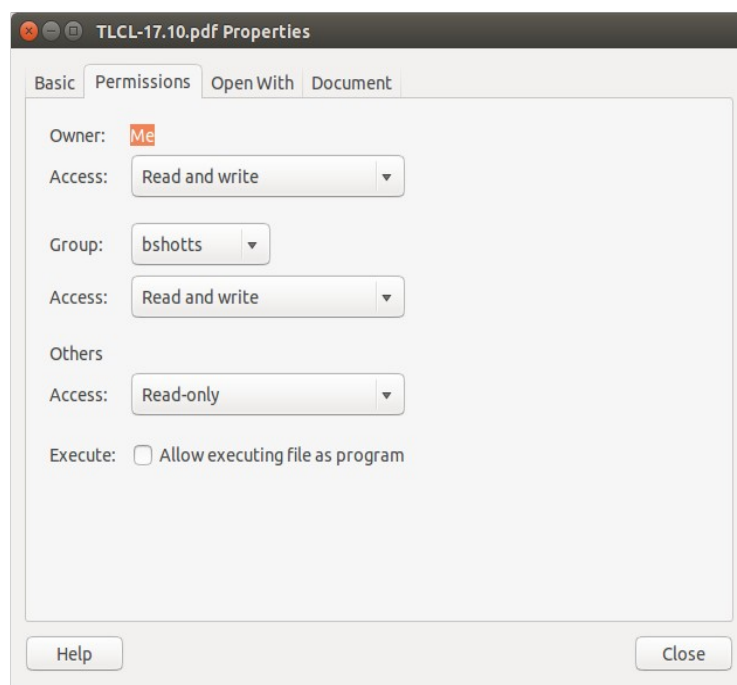 TLCL-17.10.pdf Properties
Basic Permissions Open With Document
Owner: Me
Access: Read and write
Group: bshotts
Access: Read and write
Others
Access: Read-only
Execute: Allow executing file as program
Help Close